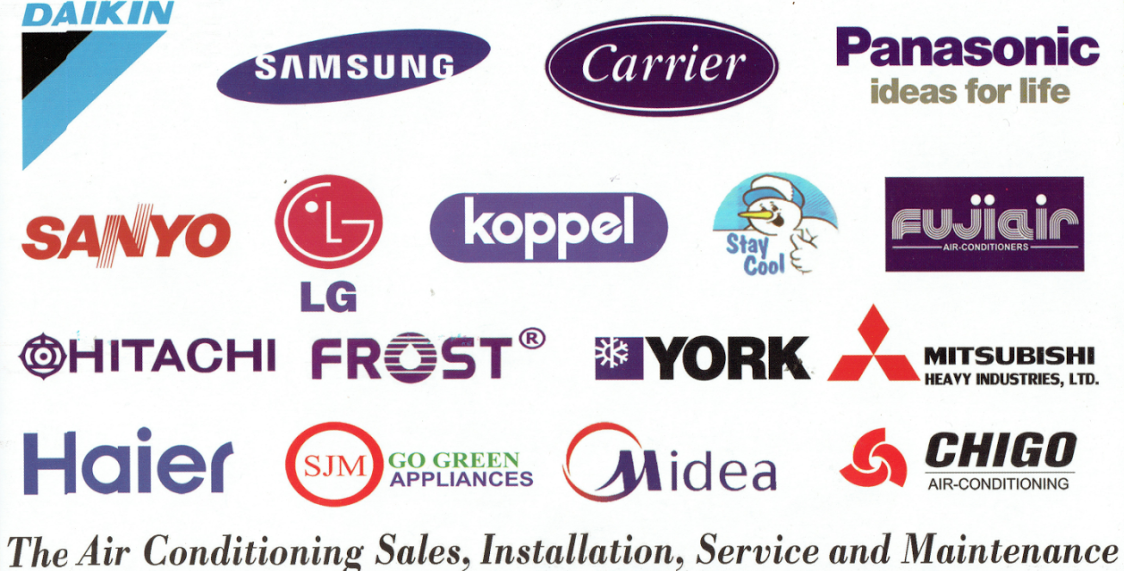 DAIKIN
SAMSUNG
Carrier
Panasonic
ideas for life
SANYO
LG
LG
koppel
Stay
Cool
FUJIAIR
AIR-CONDITIONERS
HITACHI
FROST®
YORK
MITSUBISHI
HEAVY INDUSTRIES, LTD.
Haier
SJM
GO GREEN
APPLIANCES
Midea
CHIGO
AIR-CONDITIONING
The Air Conditioning Sales, Installation, Service and Maintenance